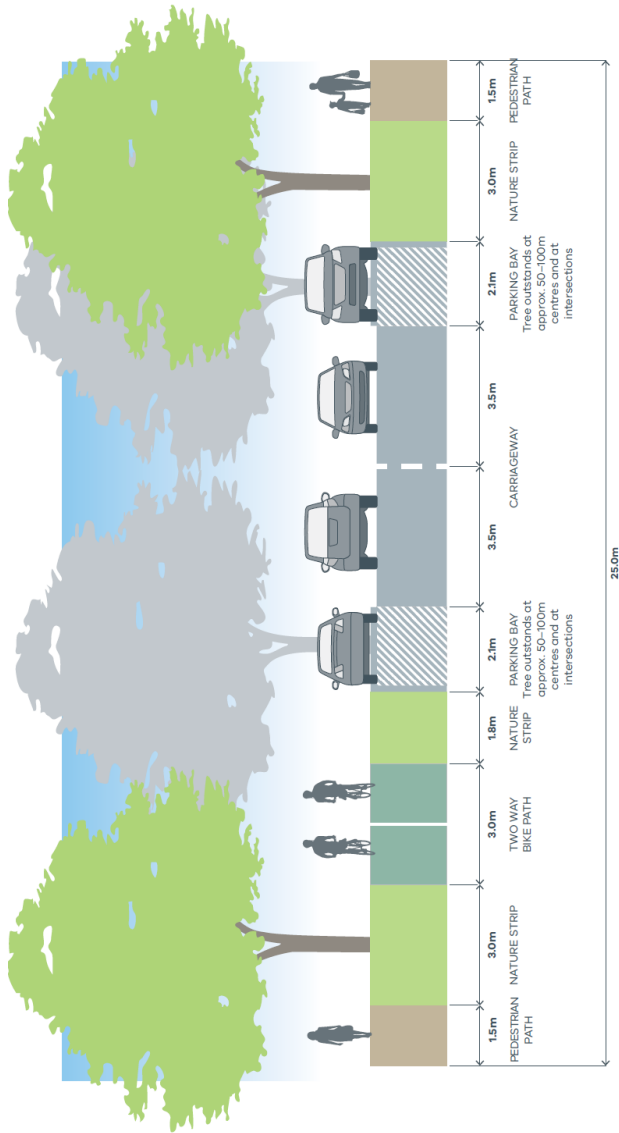 1.5m
PEDESTRIAN
PATH
3.0m
NATURE STRIP
3.0m
TWO WAY
BIKE PATH
1.8m
NATURE
STRIP
2.1m
PARKING BAY
Tree outstands at
approx. 50–100m
centres and at
intersections
3.5m
CARRIAGEWAY
3.5m
2.1m
PARKING BAY
Tree outstands at
approx. 50–100m
centres and at
intersections
3.0m
NATURE STRIP
1.5m
PEDESTRIAN
PATH
25.0m